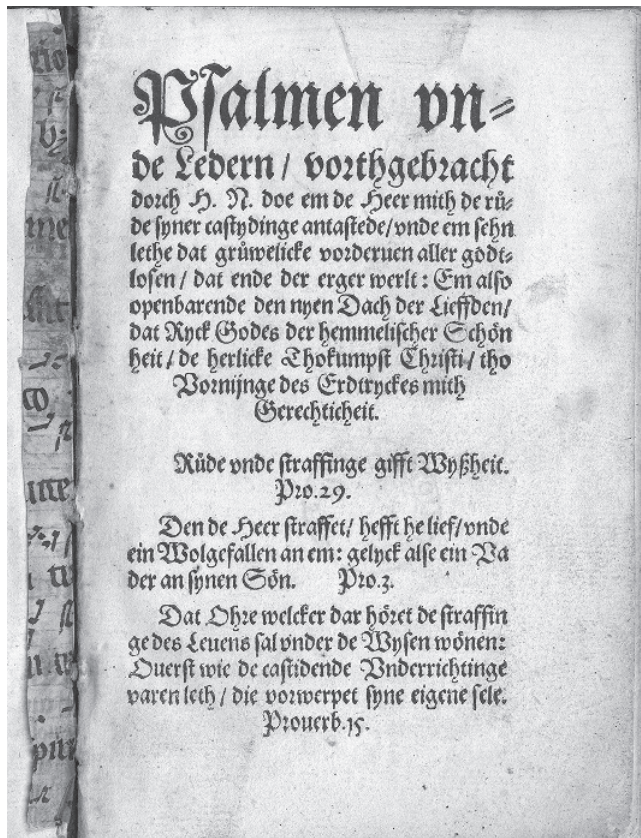 Psalmen vn⸗
de Ledern / vorthgebracht
dorch H. N. doe em de Heer mith de rů⸗
de syner castydinge antastede/vnde em sehn
lethe dat grůwelicke vorderuen aller godt⸗
losen / dat ende der erger werlt : Em also
openbarende den nyen Dach der Lieffden/
dat Ryck Godes der hemmelischer Schön
heit / de herlicke Thokumpst Christi / tho
Vornijnge des Erdtryckes mith
Gerechticheit.
Růde vnde straffinge gifft Wyßheit.
Pro.29.
Den de Heer straffet/ hefft he lief/vnde
ein Wolgefallen an em: gelyck alse ein Va
der an synen Sön. Pro.3.
Dat Ohre welcker dar höret de straffin
ge des Leuens sal vnder de Wysen wönen:
Ouerst wie de castidende Vnderrichtinge
varen leth / die vorwerpet syne eigene sele.
Prouerb.15.